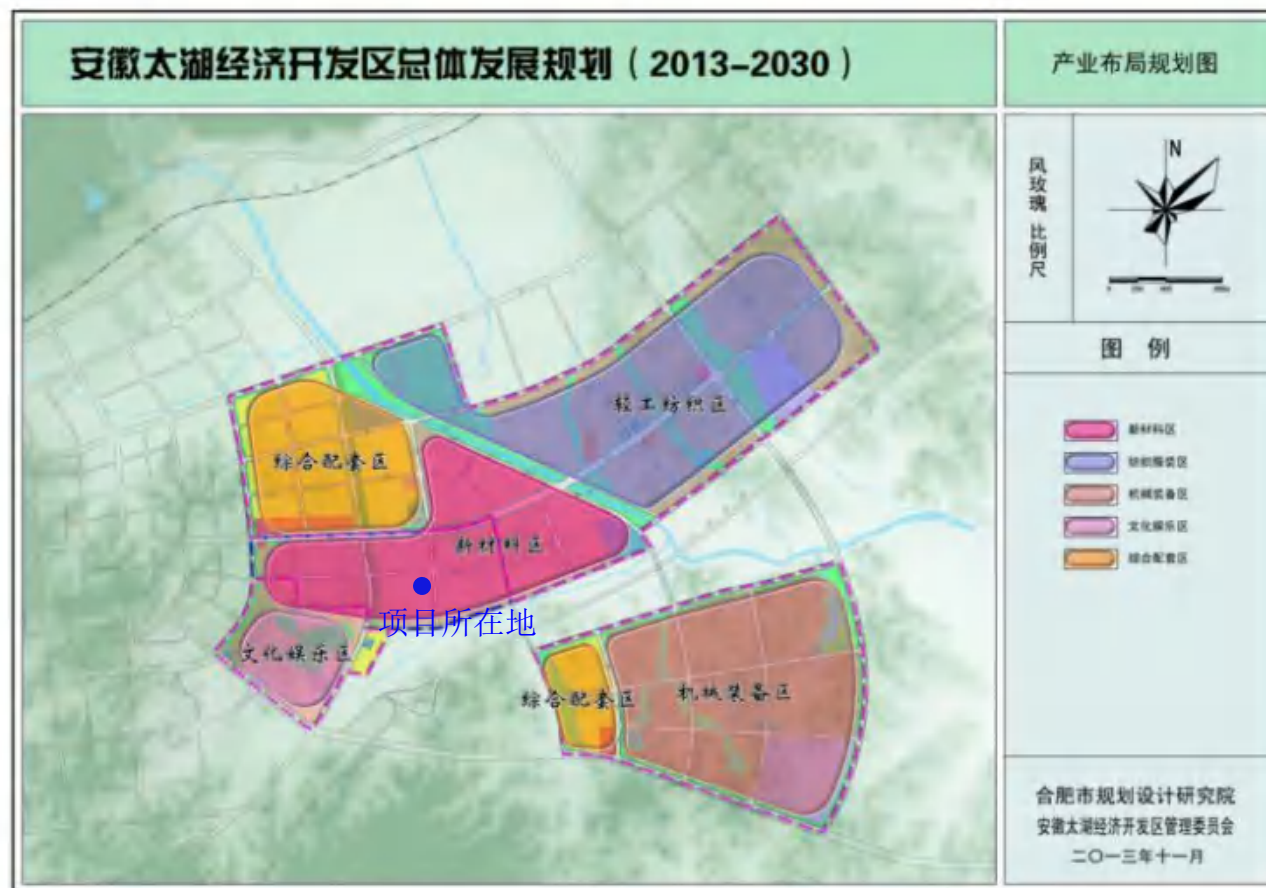 安徽太湖经济开发区总体发展规划（2013-2030）
产业布局规划图
风玫瑰 比例尺
N
图 例
新材料区
纺织服装区
机械装备区
文化娱乐区
综合配套区
轻工纺织区
综合配套区
新材料区
项目所在地
文化娱乐区
综合配套区
机械装备区
合肥市规划设计研究院
安徽太湖经济开发区管理委员会
二〇一三年十一月